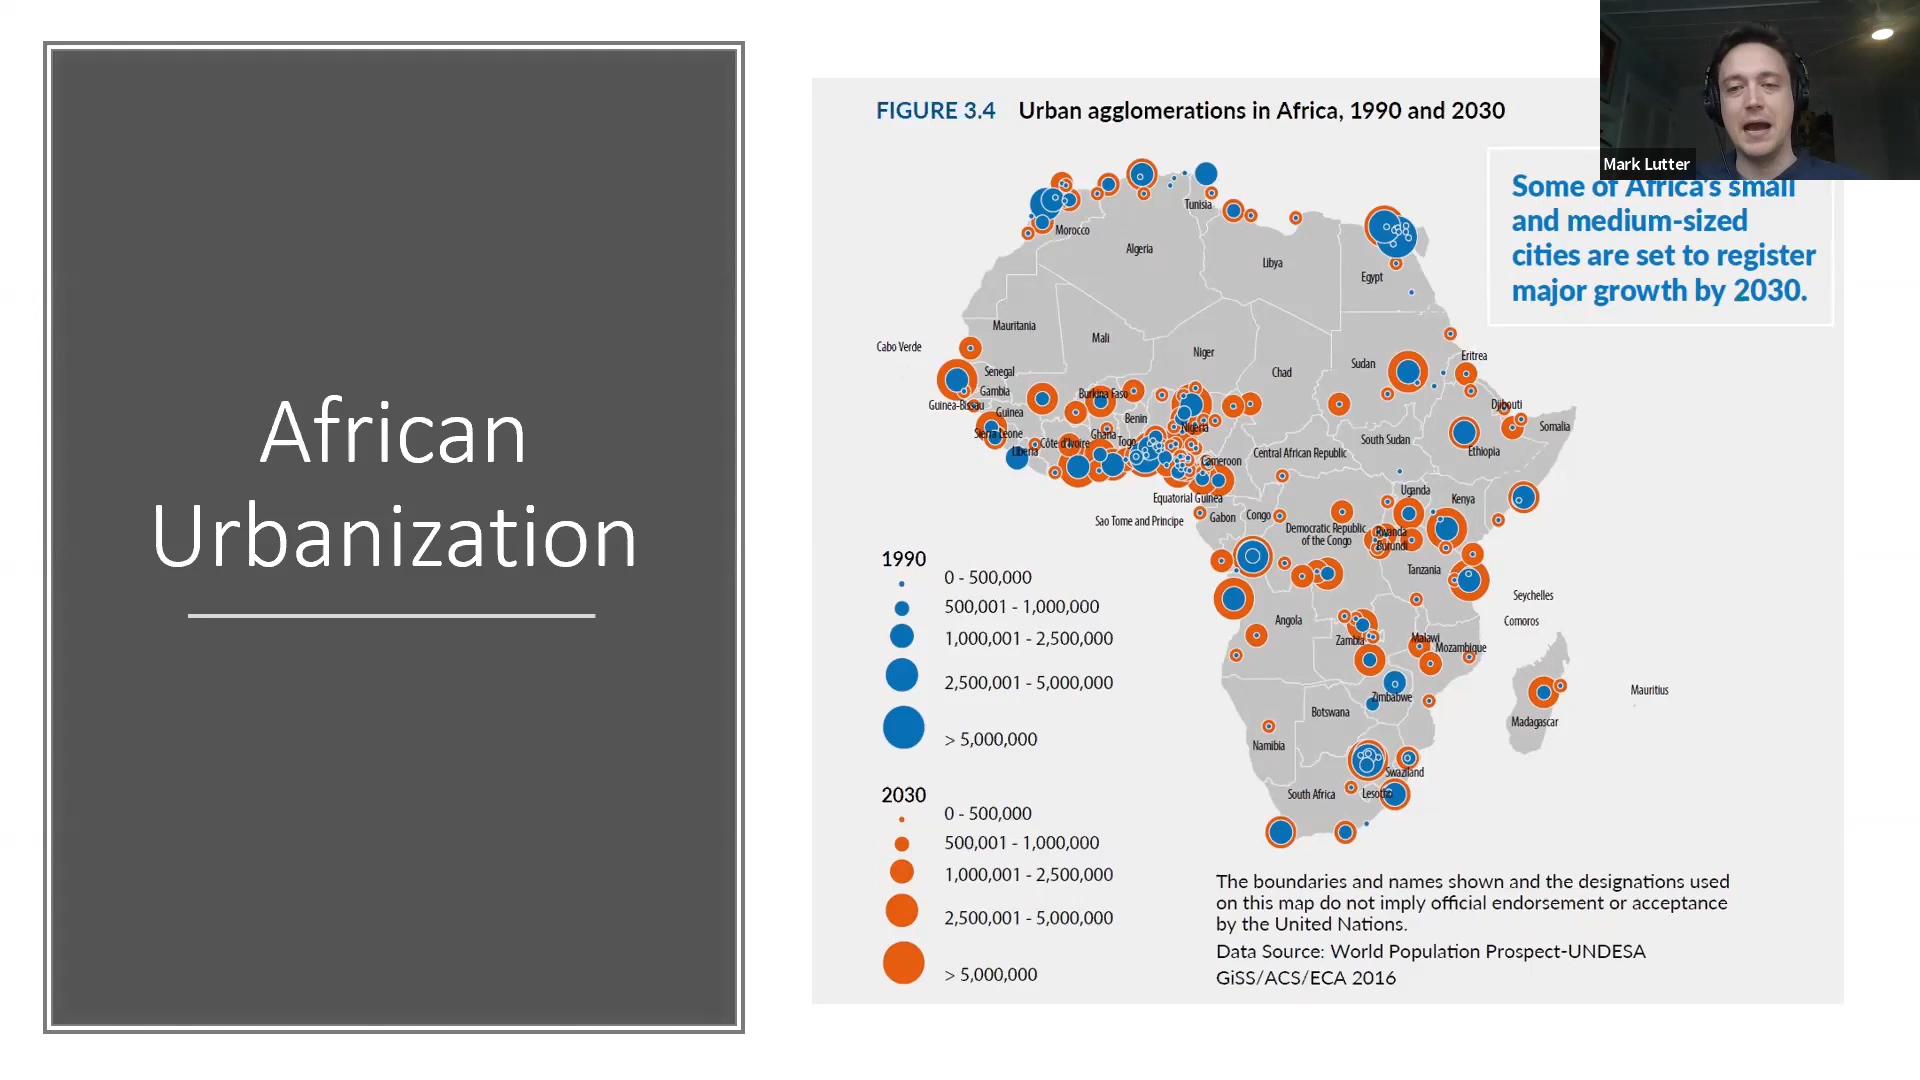 African
Urbanization
FIGURE 3.4 Urban agglomerations in Africa, 1990 and 2030
Mark Lutter
Some of Africa's small
and medium-sized
cities are set to register
major growth by 2030.
Tunisia
Morocco
Algeria
Libya
Egypt
Mauritania
Mali
Niger
Cabo Verde
Chad
Sudan
Eritrea
Senegal
Gambia
Burkina Faso
Guinea-Bissau
Guinea
Benin
Djibouti
Nigeria
Somalia
Sierra Leone
Côte d'Ivoire
Ghana
Togo
South Sudan
Liberia
Cameroon
Central African Republic
Ethiopia
Equatorial Guinea
Uganda
Kenya
Sao Tome and Principe
Gabon
Congo
Democratic Republic
of the Congo
Rwanda
Burundi
Tanzania
Seychelles
Comoros
Angola
Zambia
Malawi
Mozambique
Zimbabwe
Mauritius
Botswana
Madagascar
Namibia
Swaziland
South Africa
Lesotho
1990
0 - 500,000
500,001 - 1,000,000
1,000,001 - 2,500,000
2,500,001 - 5,000,000
> 5,000,000
2030
0 - 500,000
500,001 - 1,000,000
1,000,001 - 2,500,000
2,500,001 - 5,000,000
> 5,000,000
The boundaries and names shown and the designations used
on this map do not imply official endorsement or acceptance
by the United Nations.
Data Source: World Population Prospect-UNDESA
GiSS/ACS/ECA 2016